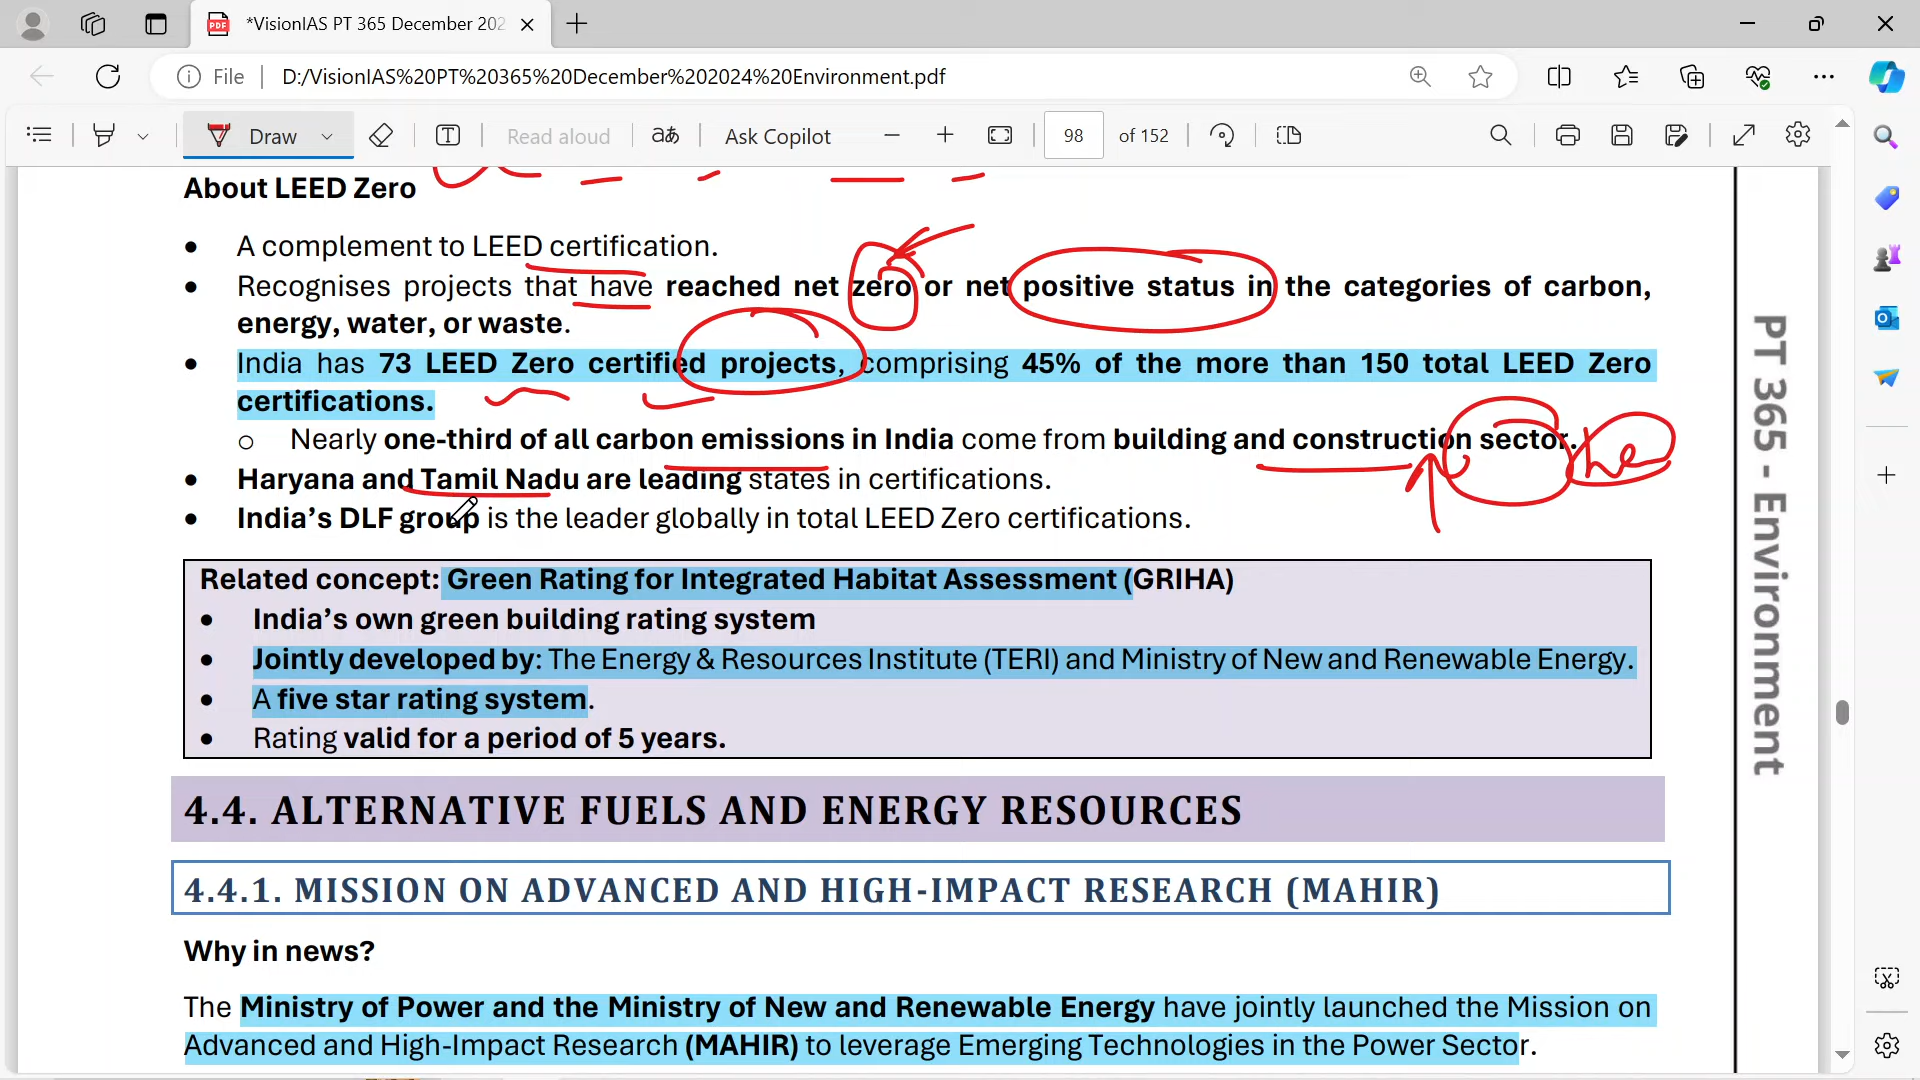 *VisionIAS PT 365 December 202
File
D:/VisionIAS%20PT%20365%20December%202024%20Environment.pdf
Draw
Read aloud
aあ
Ask Copilot
98
of 152
About LEED Zero
• A complement to LEED certification.
• Recognises projects that have reached net zero or net positive status in the categories of carbon,
energy, water, or waste.
• India has 73 LEED Zero certified projects, comprising 45% of the more than 150 total LEED Zero
certifications.
o Nearly one-third of all carbon emissions in India come from building and construction sector.
• Haryana and Tamil Nadu are leading states in certifications.
• India's DLF group is the leader globally in total LEED Zero certifications.
Related concept: Green Rating for Integrated Habitat Assessment (GRIHA)
• India's own green building rating system
• Jointly developed by: The Energy & Resources Institute (TERI) and Ministry of New and Renewable Energy.
• A five star rating system.
• Rating valid for a period of 5 years.
4.4. ALTERNATIVE FUELS AND ENERGY RESOURCES
4.4.1. MISSION ON ADVANCED AND HIGH-IMPACT RESEARCH (MAHIR)
Why in news?
The Ministry of Power and the Ministry of New and Renewable Energy have jointly launched the Mission on
Advanced and High-Impact Research (MAHIR) to leverage Emerging Technologies in the Power Sector.
PT 365 - Environment